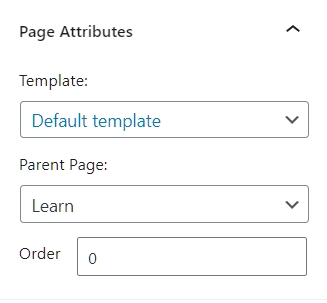 Page Attributes
Template:
Default template
Parent Page:
Learn
Order 0